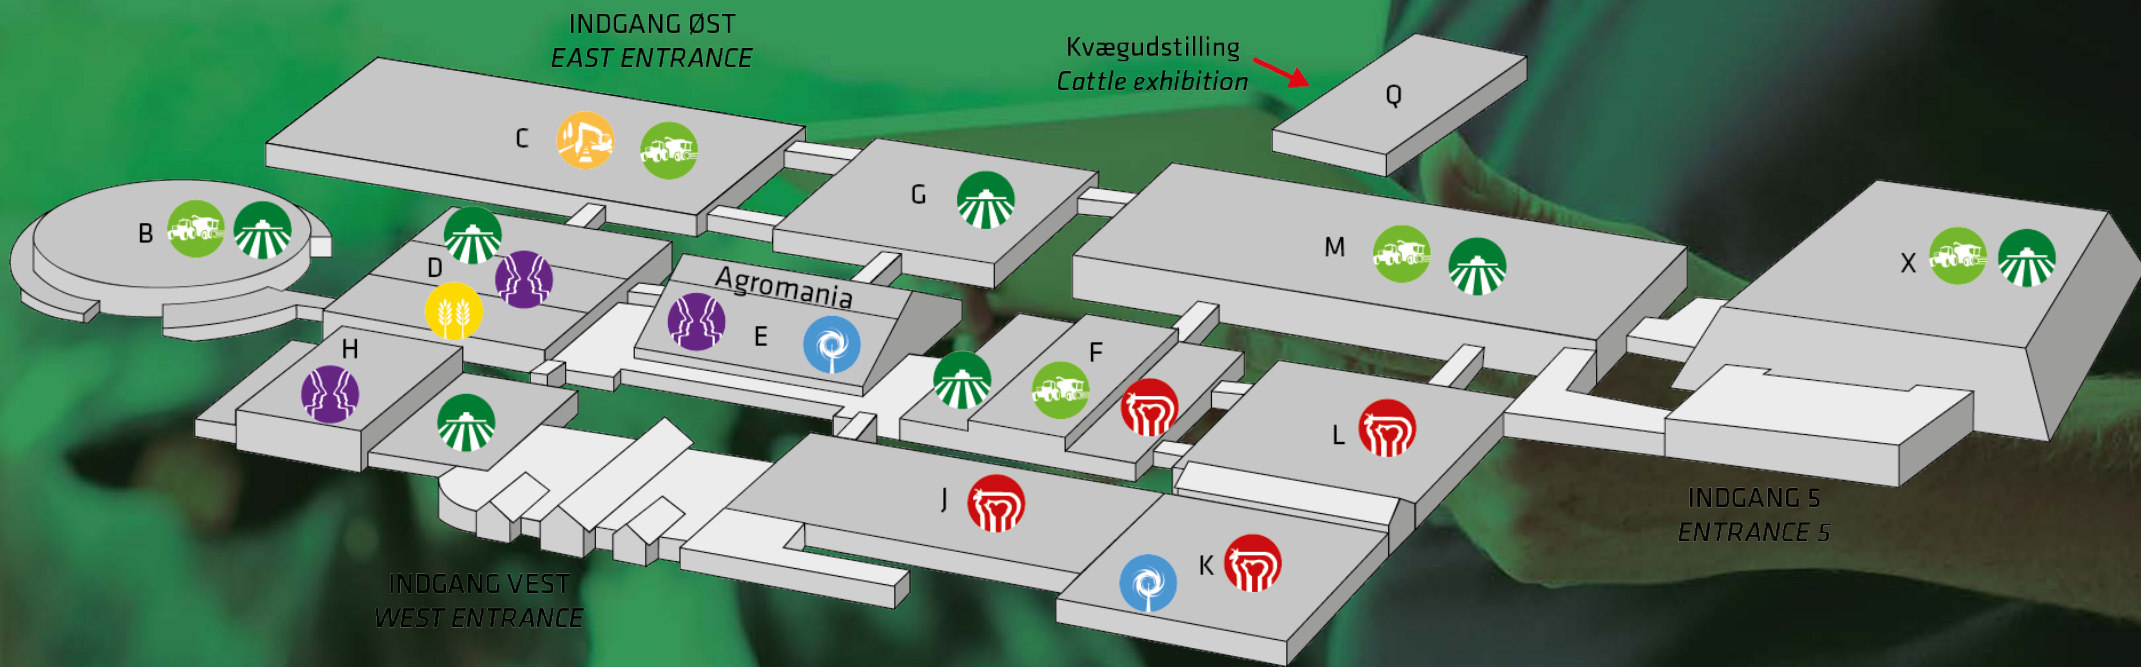 INDGANG ØST
EAST ENTRANCE
Kvægudstilling
Cattle exhibition
Q
C
G
B
M
X
D
Agromania
E
H
F
L
J
K
INDGANG 5
ENTRANCE 5
INDGANG VEST
WEST ENTRANCE